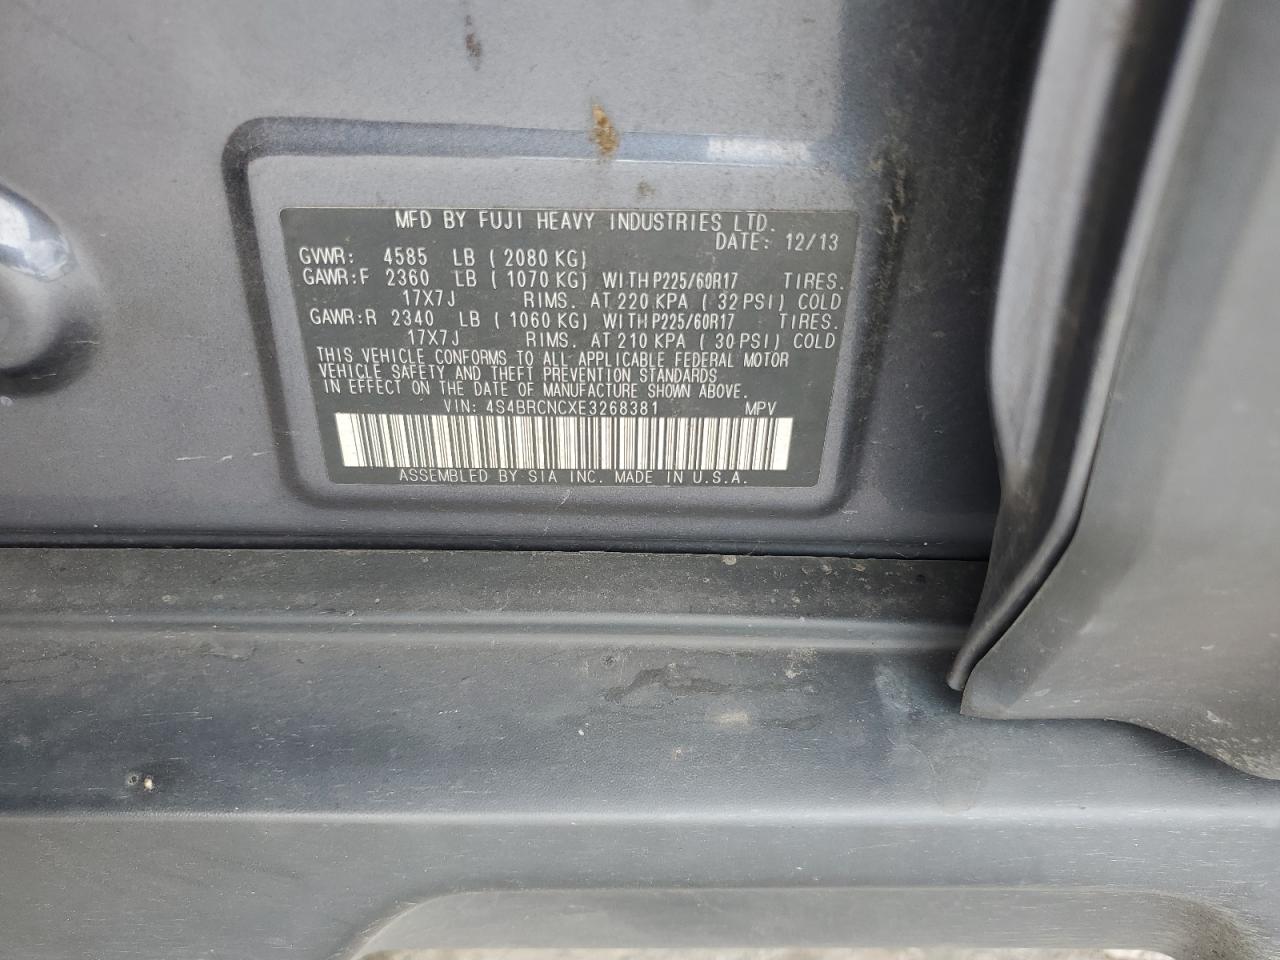 MFD BY FUJI HEAVY INDUSTRIES LTD.
DATE: 12/13
GVWR: 4585 LB (2080 KG)
GAWR:F 2360 LB (1070 KG) WITH P225/60R17 TIRES.
17X7J RIMS. AT 220 KPA (32 PSI) COLD
GAWR:R 2340 LB (1060 KG) WITH P225/60R17 TIRES.
17X7J RIMS. AT 210 KPA (30 PSI) COLD
THIS VEHICLE CONFORMS TO ALL APPLICABLE FEDERAL MOTOR
VEHICLE SAFETY AND THEFT PREVENTION STANDARDS
IN EFFECT ON THE DATE OF MANUFACTURE SHOWN ABOVE.
VIN: 4S4BRCNCXE3268381 MPV
ASSEMBLED BY SIA INC. MADE IN U.S.A.